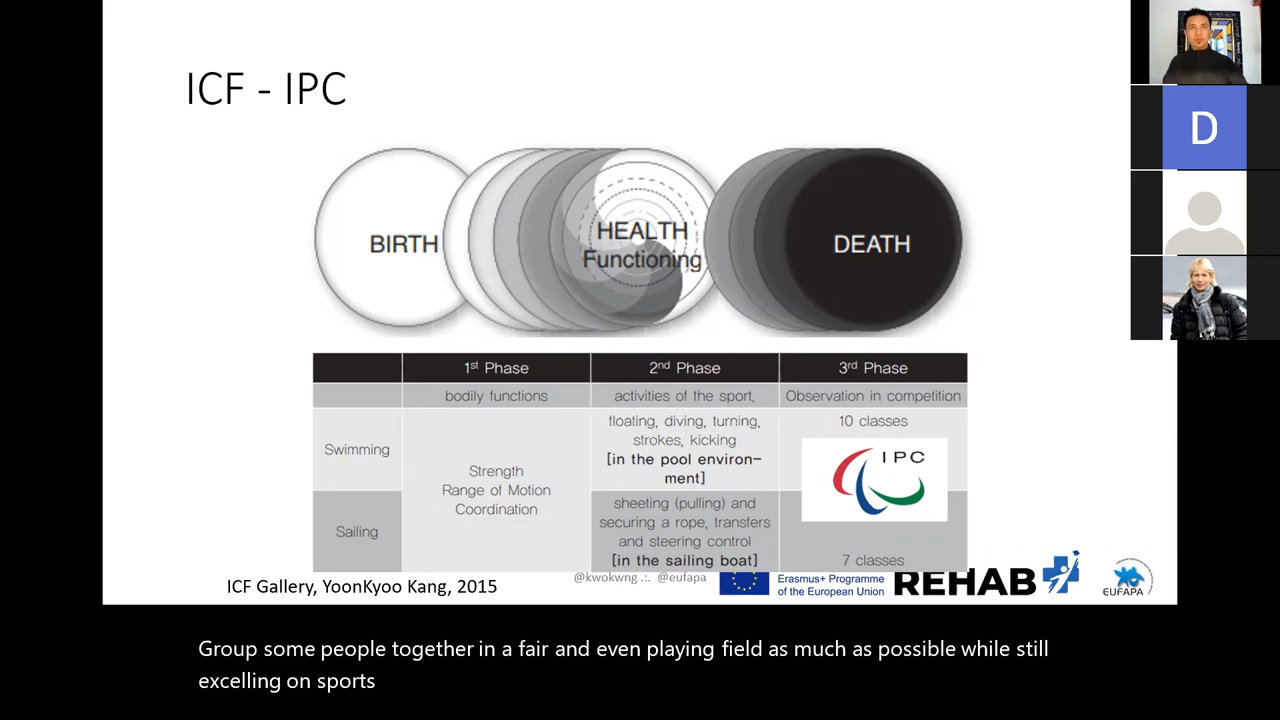 ICF - IPC
BIRTH
HEALTH
Functioning
DEATH
1st Phase
2nd Phase
3rd Phase
bodily functions
activities of the sport,
Observation in competition
Swimming
Strength
Range of Motion
Coordination
floating, diving, turning,
strokes, kicking
[in the pool environ-
ment]
10 classes
IPC
Sailing
sheeting (pulling) and
securing a rope, transfers
and steering control
[in the sailing boat]
7 classes
ICF Gallery, YoonKyoo Kang, 2015
@kwokwng .:. @eufapa
Erasmus+ Programme
of the European Union
REHAB
EUFAPA
D
Group some people together in a fair and even playing field as much as possible while still
excelling on sports